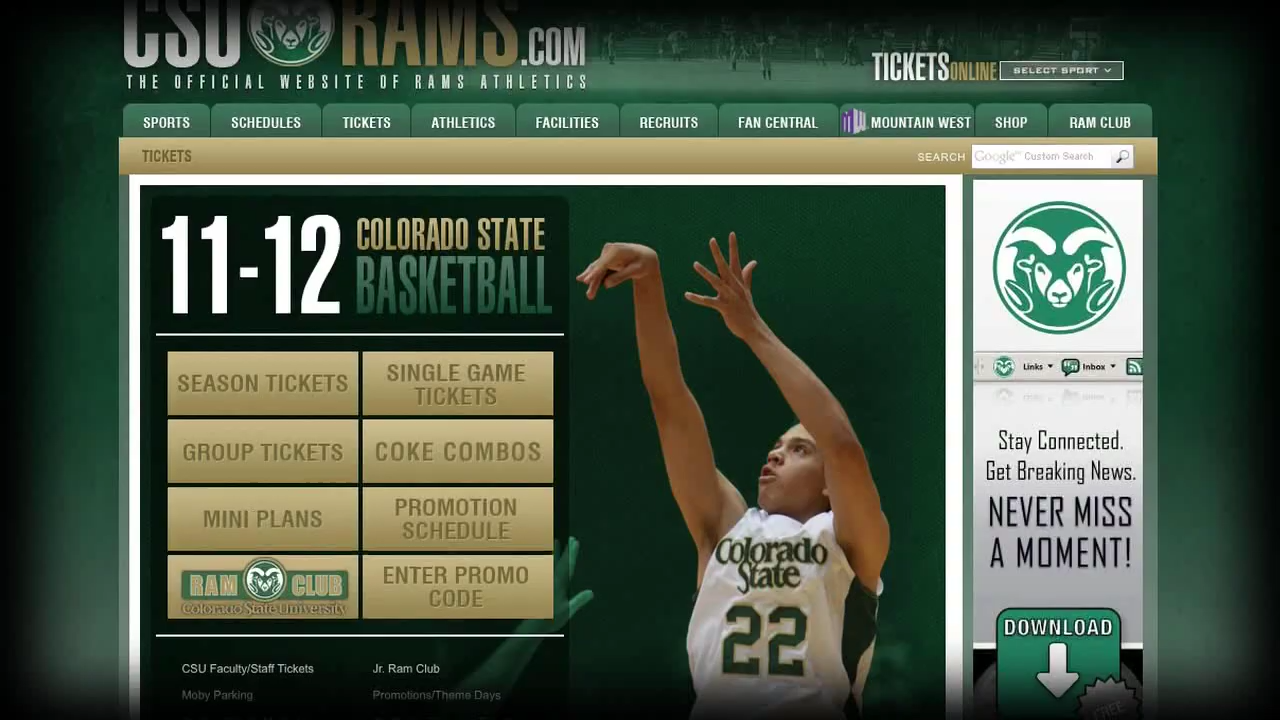 CSU RAMS.COM
THE OFFICIAL WEBSITE OF RAMS ATHLETICS
TICKETS ONLINE SELECT SPORT
SPORTS SCHEDULES TICKETS ATHLETICS FACILITIES RECRUITS FAN CENTRAL MOUNTAIN WEST SHOP RAM CLUB
TICKETS
SEARCH Google™ Custom Search
11-12 COLORADO STATE
BASKETBALL
SEASON TICKETS
SINGLE GAME
TICKETS
GROUP TICKETS
COKE COMBOS
MINI PLANS
PROMOTION
SCHEDULE
RAM CLUB
Colorado State University
ENTER PROMO
CODE
CSU Faculty/Staff Tickets
Jr. Ram Club
Moby Parking
Promotions/Theme Days
Colorado
State
22
Links Inbox
Stay Connected.
Get Breaking News.
NEVER MISS
A MOMENT!
DOWNLOAD
FREE